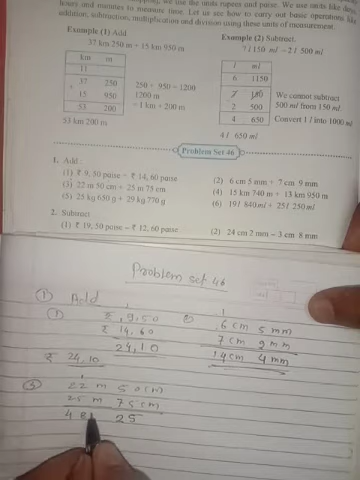 hours and minutes to measure time. Let us see how to carry out basic operations like
addition, subtraction, multiplication and division using these units of measurement.
Example (1) Add
37 km 250 m + 15 km 950 m
km m
11
37 250
+
15 950
53 200
250 + 950 = 1200
1200 m
= 1 km + 200 m
53 km 200 m
Example (2) Subtract.
7 l 150 ml - 2 l 500 ml
l ml
6 1150
7 150
2 500
4 650
We cannot subtract
500 ml from 150 ml.
Convert 1 l into 1000 ml
4 l 650 ml
Problem Set 46
1. Add :
(1) ₹ 9, 50 paise + ₹ 14, 60 paise
(2) 6 cm 5 mm + 7 cm 9 mm
(3) 22 m 50 cm + 25 m 75 cm
(4) 15 km 740 m + 13 km 950 m
(5) 25 kg 650 g + 29 kg 770 g
(6) 19 l 840 ml + 25 l 250 ml
2. Subtract
(1) ₹ 19, 50 paise - ₹ 12, 60 paise
(2) 24 cm 2 mm - 3 cm 8 mm
Problem set 46
① Add
①
₹ 9.50
₹ 14.60
24,10
₹ 24,10
②
1
6 cm 5 mm
7 cm 9 mm
14 cm 4 mm
③
22 m 50 cm
25 m 75 cm
48 25